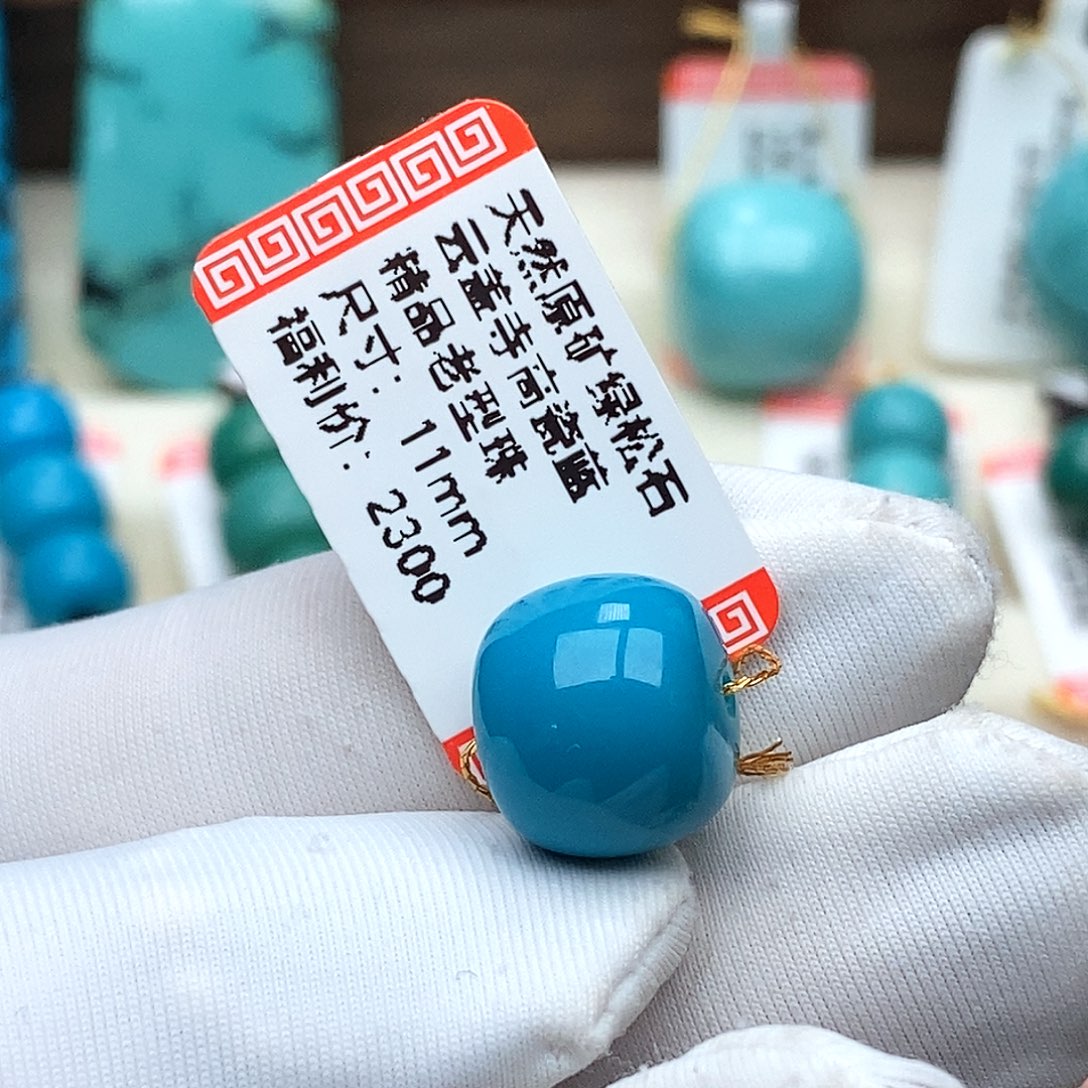 天然原矿绿松石
云盖寺高瓷蓝
精品老型珠
尺寸: 11mm
福利价: 2300